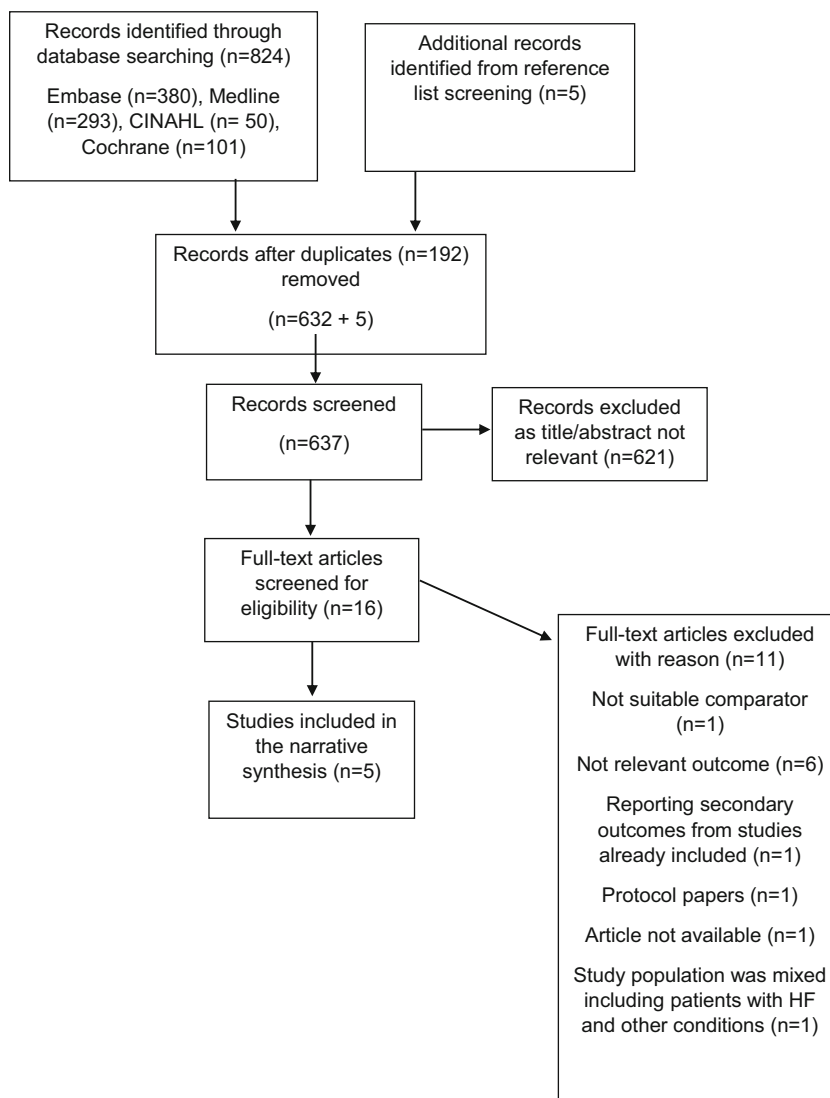 Records identified through
database searching (n=824)
Embase (n=380), Medline
(n=293), CINAHL (n= 50),
Cochrane (n=101)
Additional records
identified from reference
list screening (n=5)
Records after duplicates (n=192)
removed
(n=632 + 5)
Records screened
(n=637)
Records excluded
as title/abstract not
relevant (n=621)
Full-text articles
screened for
eligibility (n=16)
Full-text articles excluded
with reason (n=11)
Not suitable comparator
(n=1)
Not relevant outcome (n=6)
Reporting secondary
outcomes from studies
already included (n=1)
Protocol papers (n=1)
Article not available (n=1)
Study population was mixed
including patients with HF
and other conditions (n=1)
Studies included in
the narrative
synthesis (n=5)